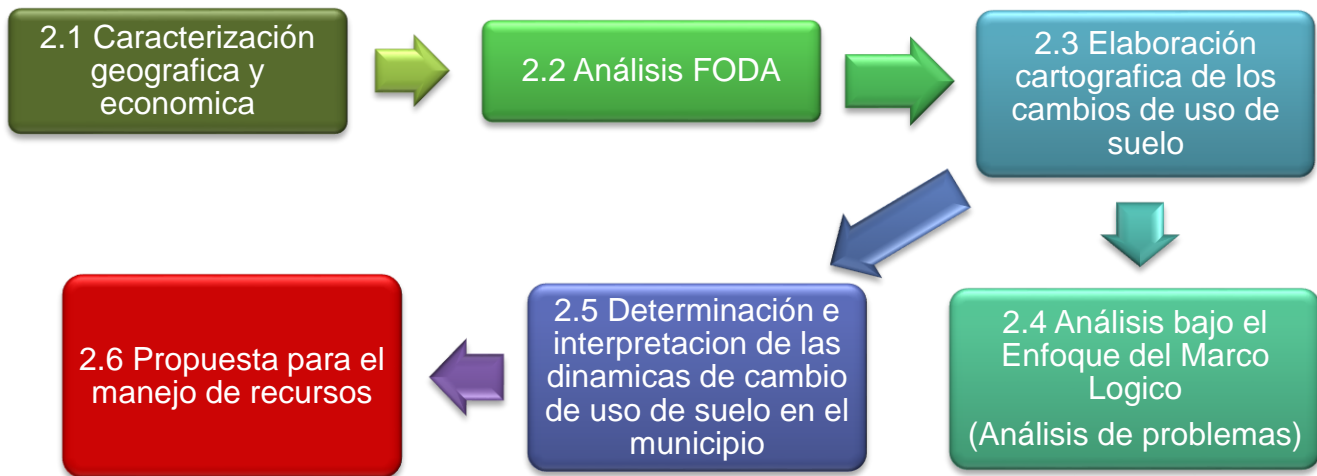 2.1 Caracterización
geografica y
economica
2.2 Análisis FODA
2.3 Elaboración
cartografica de los
cambios de uso de
suelo
2.4 Análisis bajo el
Enfoque del Marco
Logico
(Análisis de problemas)
2.5 Determinación e
interpretacion de las
dinamicas de cambio
de uso de suelo en el
municipio
2.6 Propuesta para el
manejo de recursos